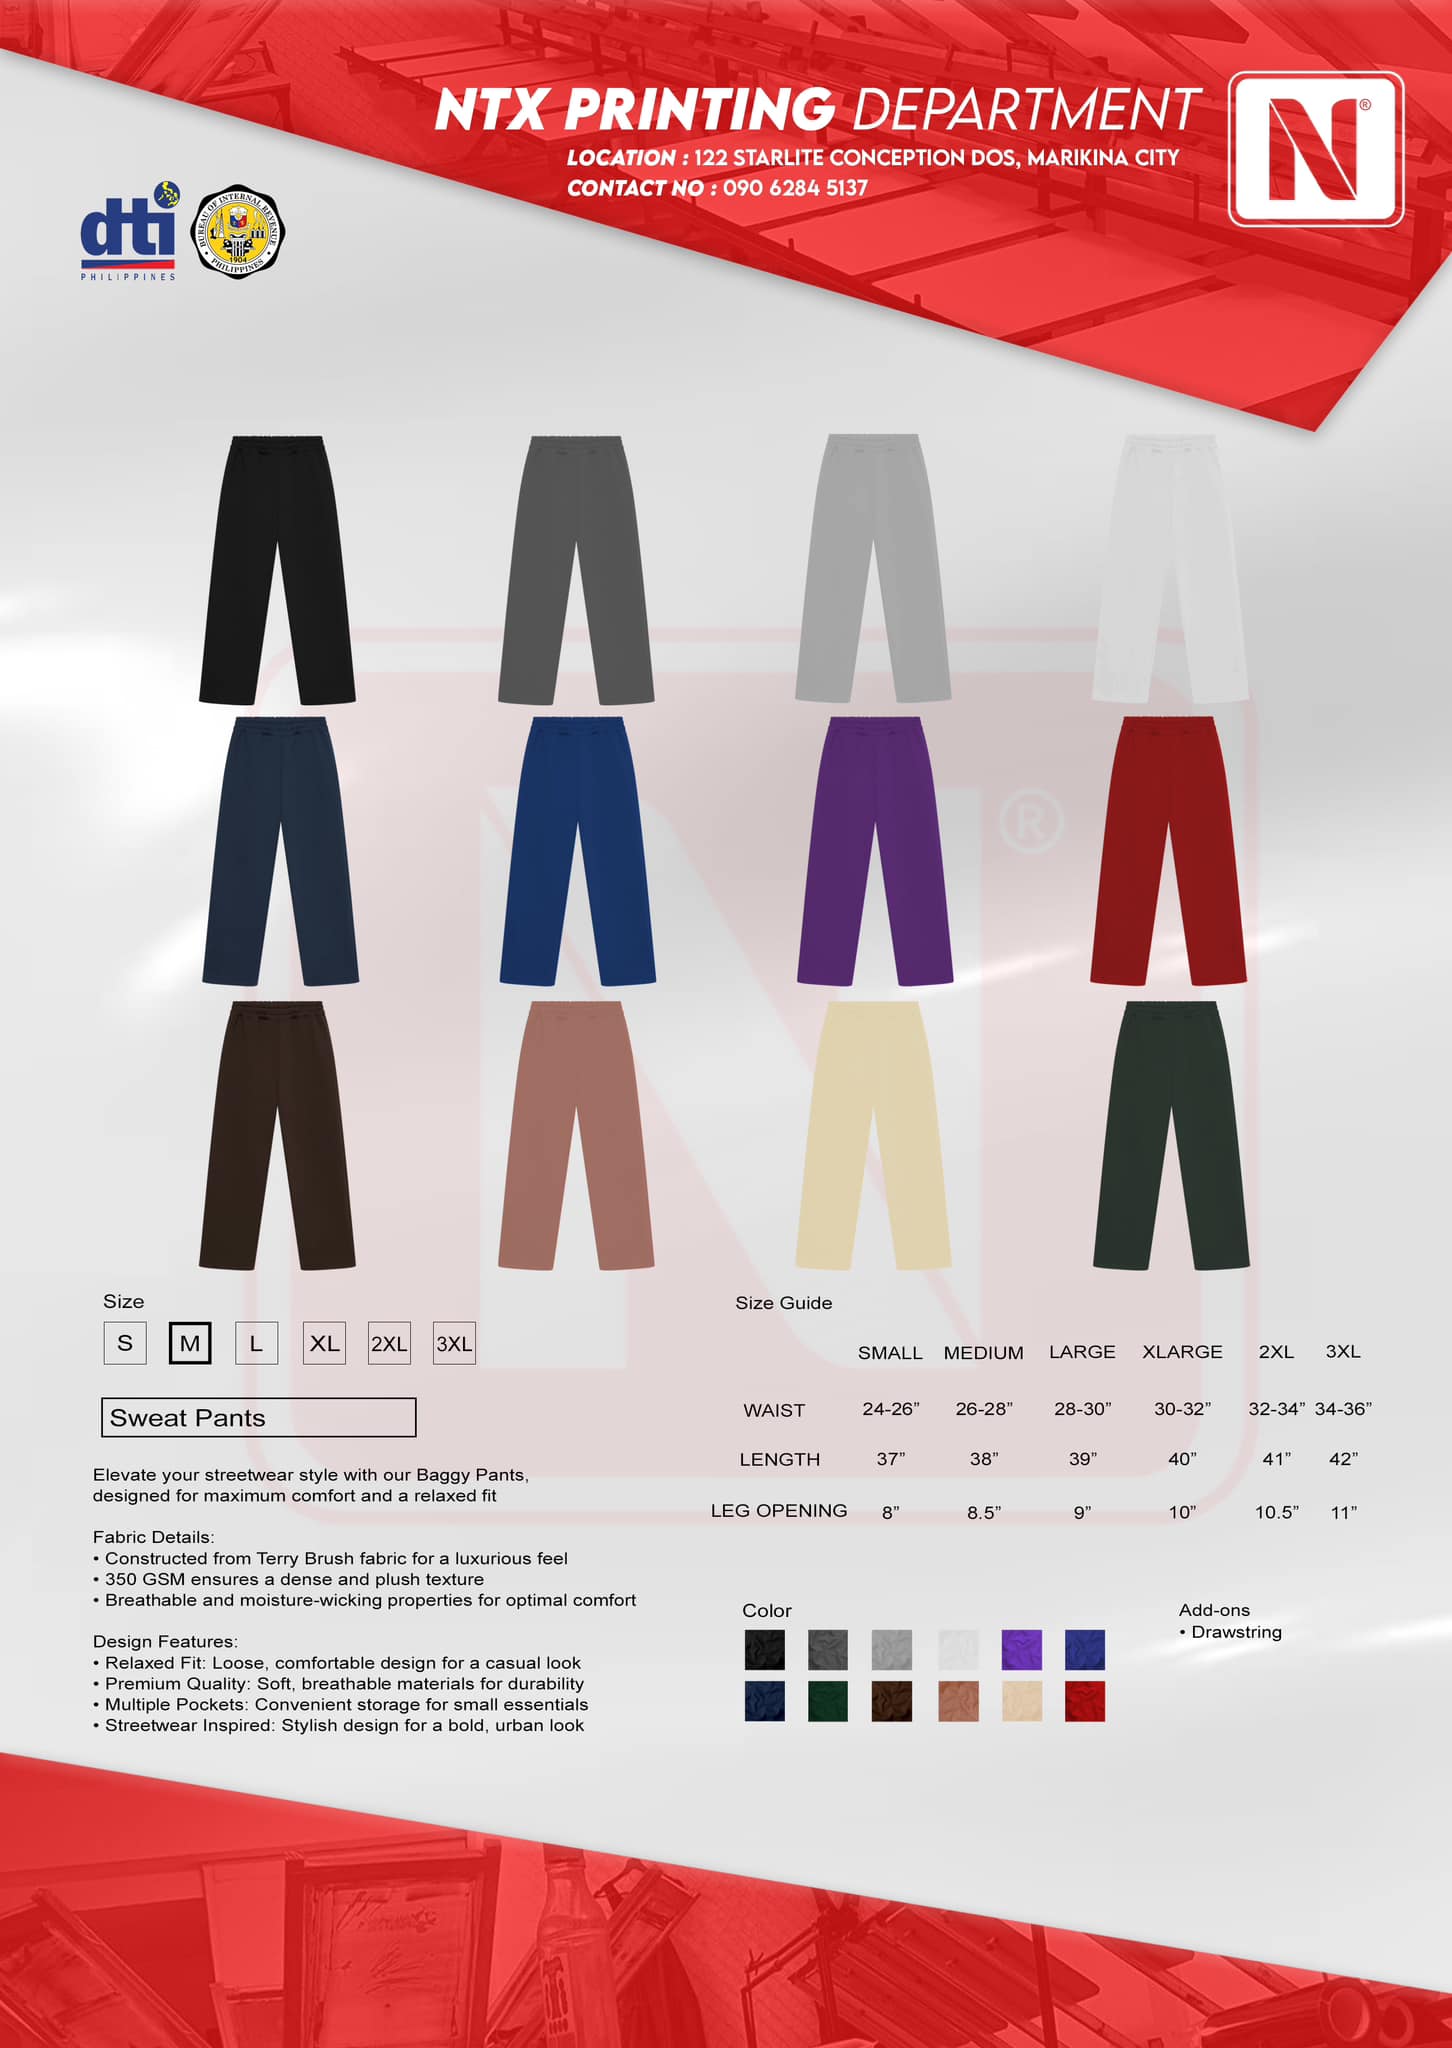 NTX PRINTING DEPARTMENT
LOCATION : 122 STARLITE CONCEPTION DOS, MARIKINA CITY
CONTACT NO : 090 6284 5137
N®
dti
PHILIPPINES
BUREAU OF INTERNAL REVENUE
1904
PHILIPPINES
N®
Size
S M L XL 2XL 3XL
Sweat Pants
Elevate your streetwear style with our Baggy Pants,
designed for maximum comfort and a relaxed fit
Fabric Details:
• Constructed from Terry Brush fabric for a luxurious feel
• 350 GSM ensures a dense and plush texture
• Breathable and moisture-wicking properties for optimal comfort
Design Features:
• Relaxed Fit: Loose, comfortable design for a casual look
• Premium Quality: Soft, breathable materials for durability
• Multiple Pockets: Convenient storage for small essentials
• Streetwear Inspired: Stylish design for a bold, urban look
Size Guide
SMALL MEDIUM LARGE XLARGE 2XL 3XL
WAIST 24-26” 26-28” 28-30” 30-32” 32-34” 34-36”
LENGTH 37” 38” 39” 40” 41” 42”
LEG OPENING 8” 8.5” 9” 10” 10.5” 11”
Color
Add-ons
• Drawstring